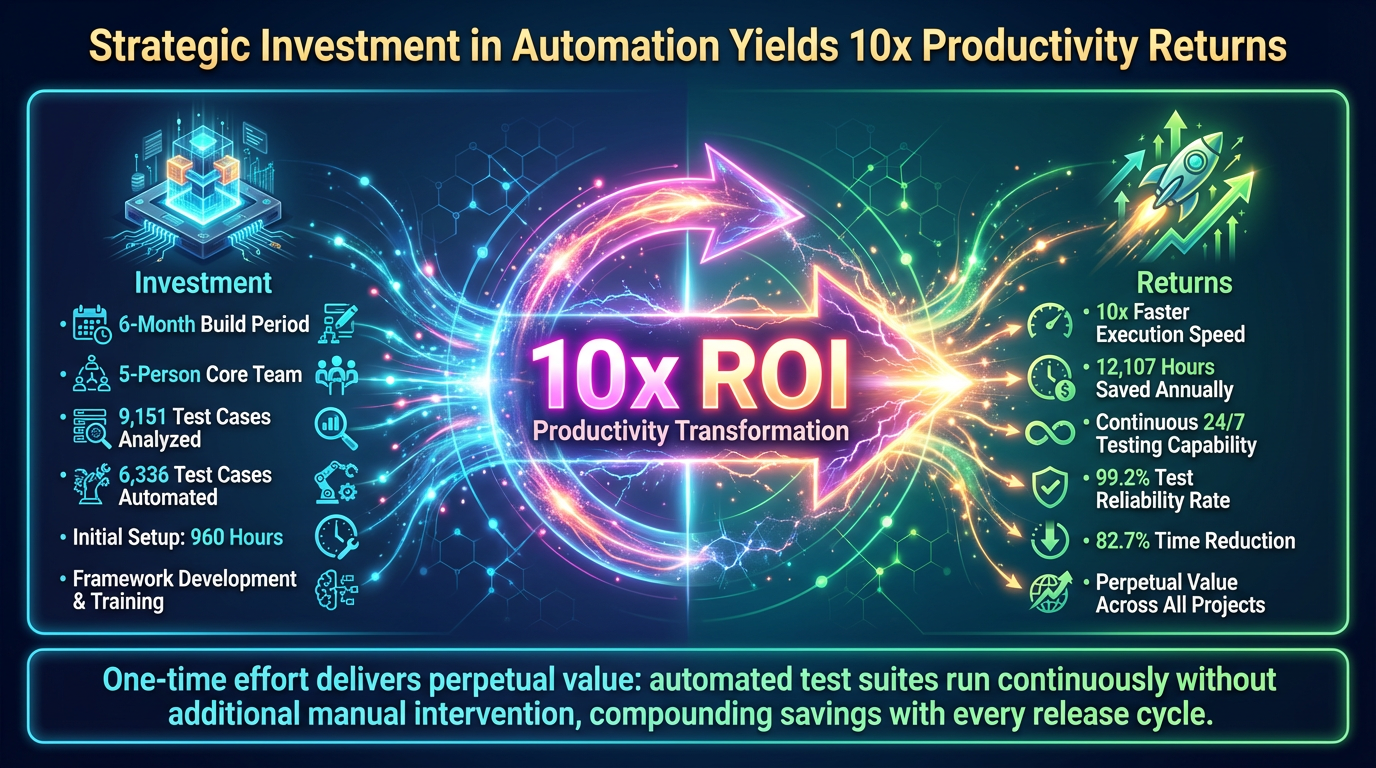 Strategic Investment in Automation Yields 10x Productivity Returns
Investment
• 6-Month Build Period
• 5-Person Core Team
• 9,151 Test Cases
Analyzed
• 6,336 Test Cases
Automated
• Initial Setup: 960 Hours
• Framework Development
& Training
10x ROI
Productivity Transformation
Returns
• 10x Faster
Execution Speed
• 12,107 Hours
Saved Annually
• Continuous 24/7
Testing Capability
• 99.2% Test
Reliability Rate
• 82.7% Time Reduction
• Perpetual Value
Across All Projects
One-time effort delivers perpetual value: automated test suites run continuously without
additional manual intervention, compounding savings with every release cycle.